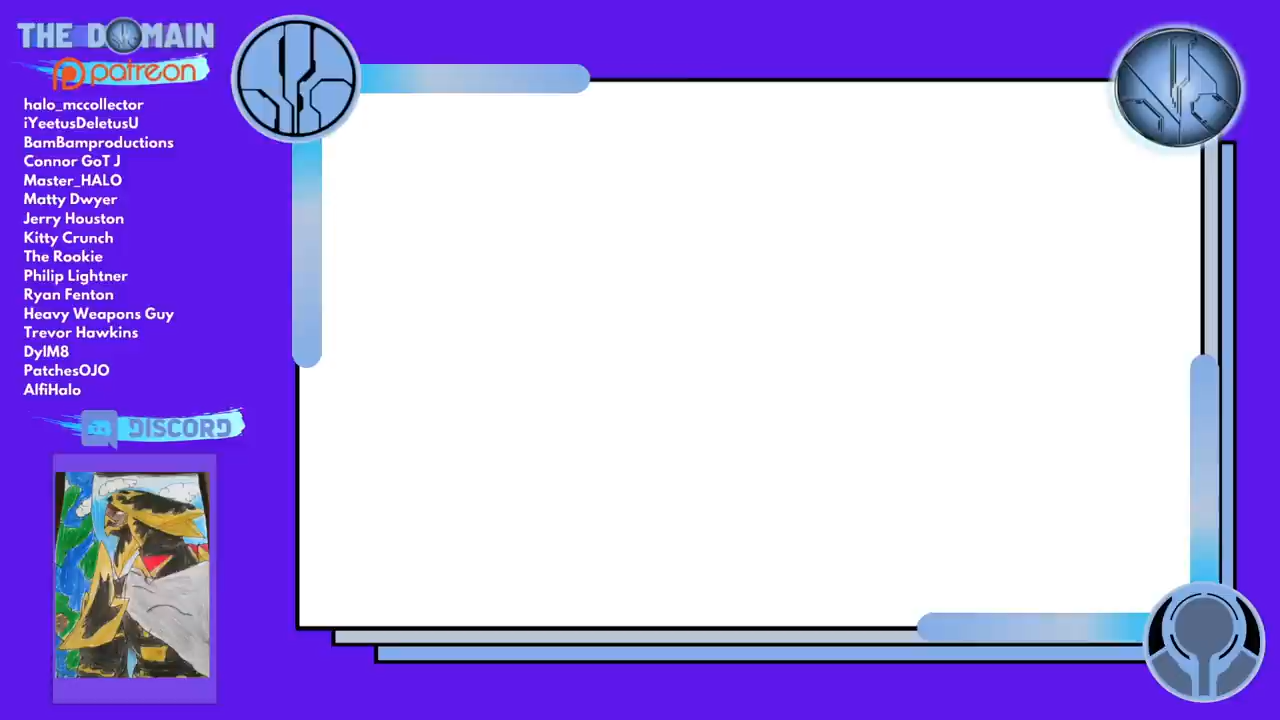 THE DOMAIN
patreon
halo_mccollector
iYeetusDeletusU
BamBamproductions
Connor GoT J
Master_HALO
Matty Dwyer
Jerry Houston
Kitty Crunch
The Rookie
Philip Lightner
Ryan Fenton
Heavy Weapons Guy
Trevor Hawkins
DylM8
PatchesOJO
AlfiHalo
DISCORD